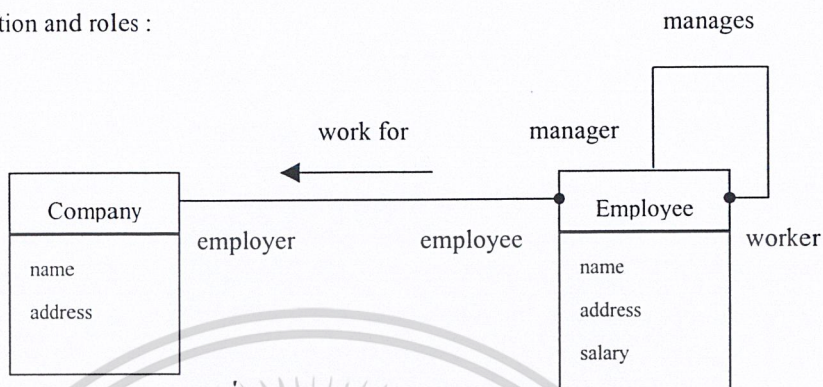 tion and roles :
manages
work for
manager
Company
Employee
employer
employee
worker
name
address
name
address
salary